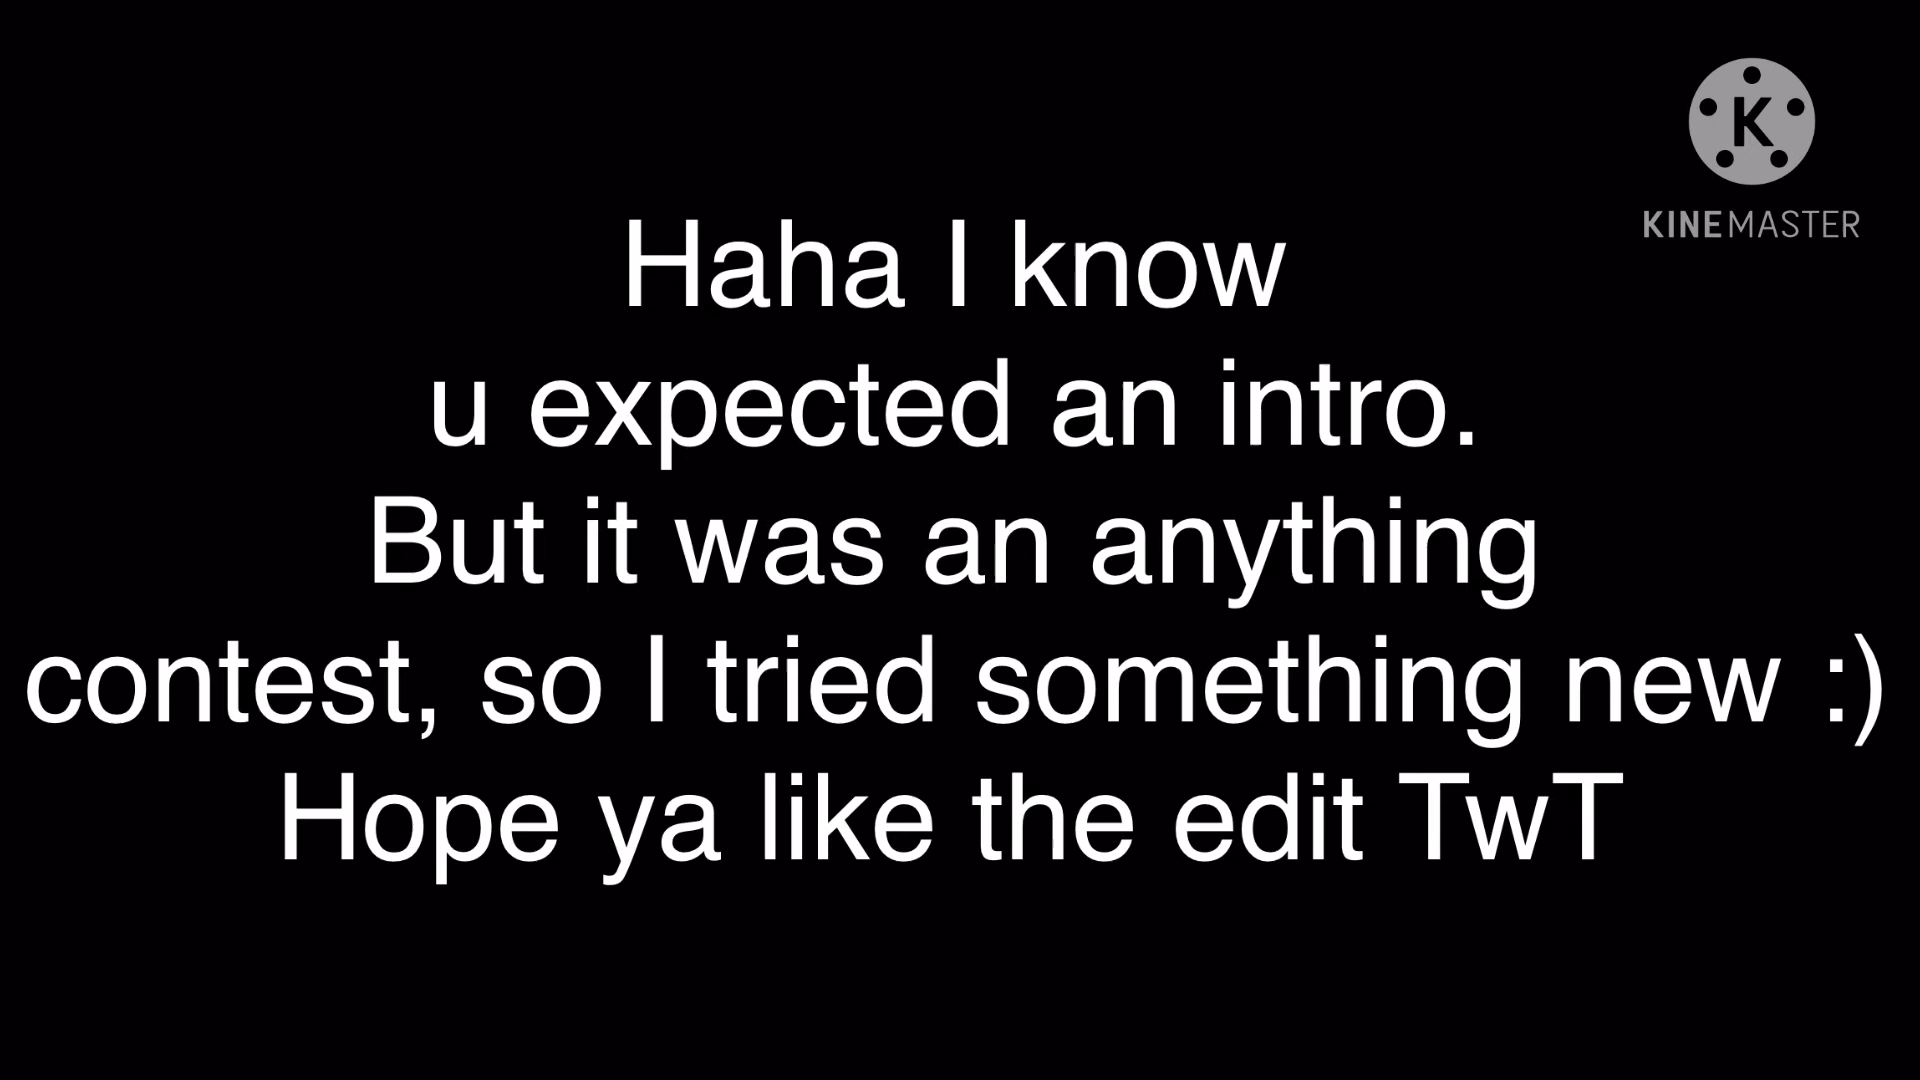 K
KINEMASTER
Haha I know
u expected an intro.
But it was an anything
contest, so I tried something new :)
Hope ya like the edit TwT